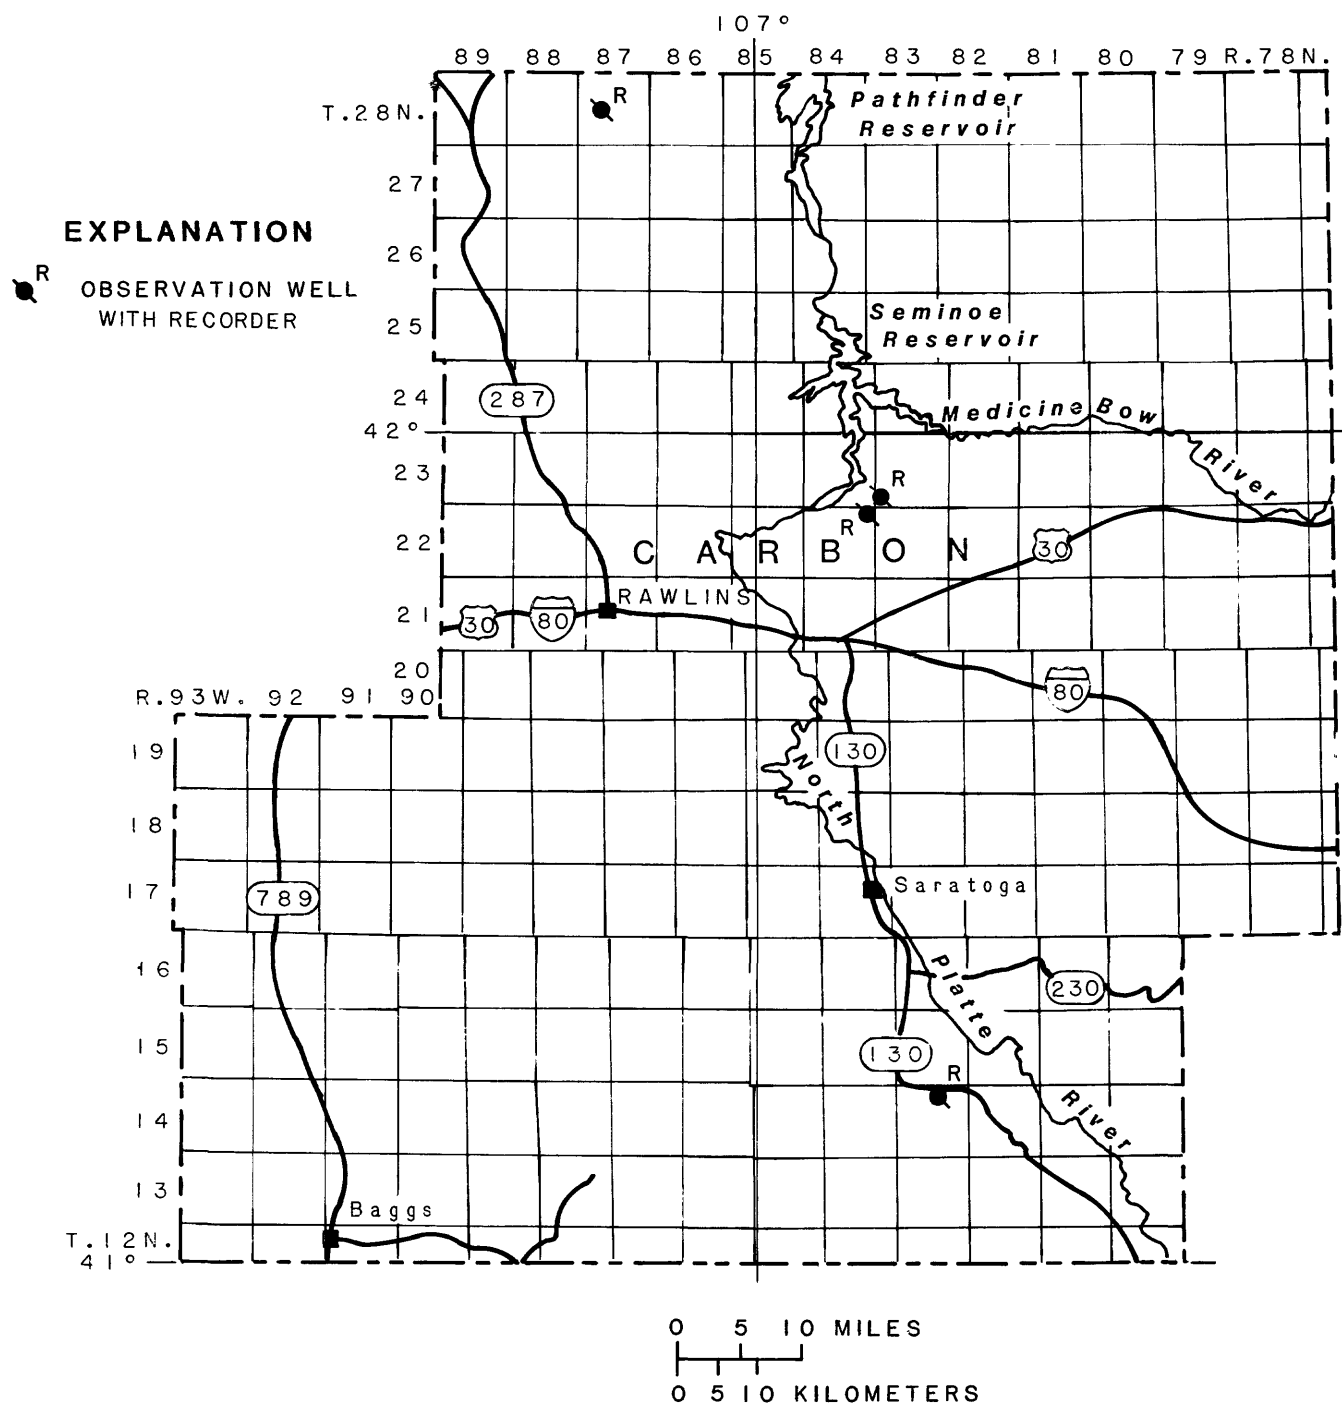 107°
89 88 87 86 85 84 83 82 81 80 79 R.78N.
R
Pathfinder
Reservoir
T.28N.
27
EXPLANATION
26
R
OBSERVATION WELL
WITH RECORDER
25
Seminoe
Reservoir
24
287
Medicine Bow
River
42°
23
R
R
22
CARBON
30
RAWLINS
21
30
80
20
80
R.93W. 92 91 90
19
130
North
18
17
789
Saratoga
16
Platte
230
15
130
R
14
River
13
Baggs
T.12N.
41°
0 5 10 MILES
0 5 10 KILOMETERS